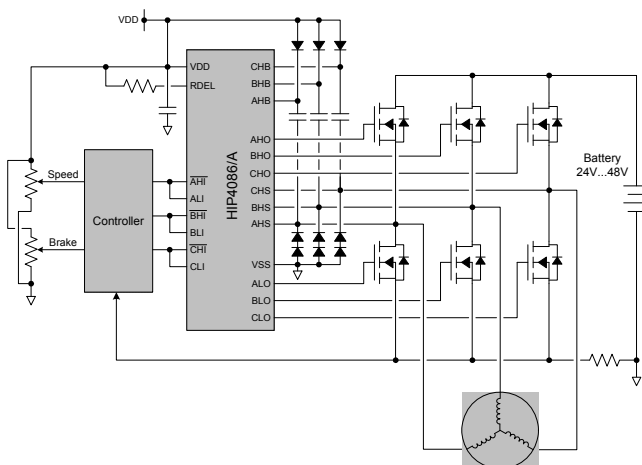 VDD
VDD
RDEL
CHB
BHB
AHB
AHO
BHO
CHO
CHS
BHS
AHS
VSS
ALO
BLO
CLO
HIP4086/A
AHI
ALI
BHI
BLI
CHI
CLI
Speed
Brake
Controller
Battery
24V...48V